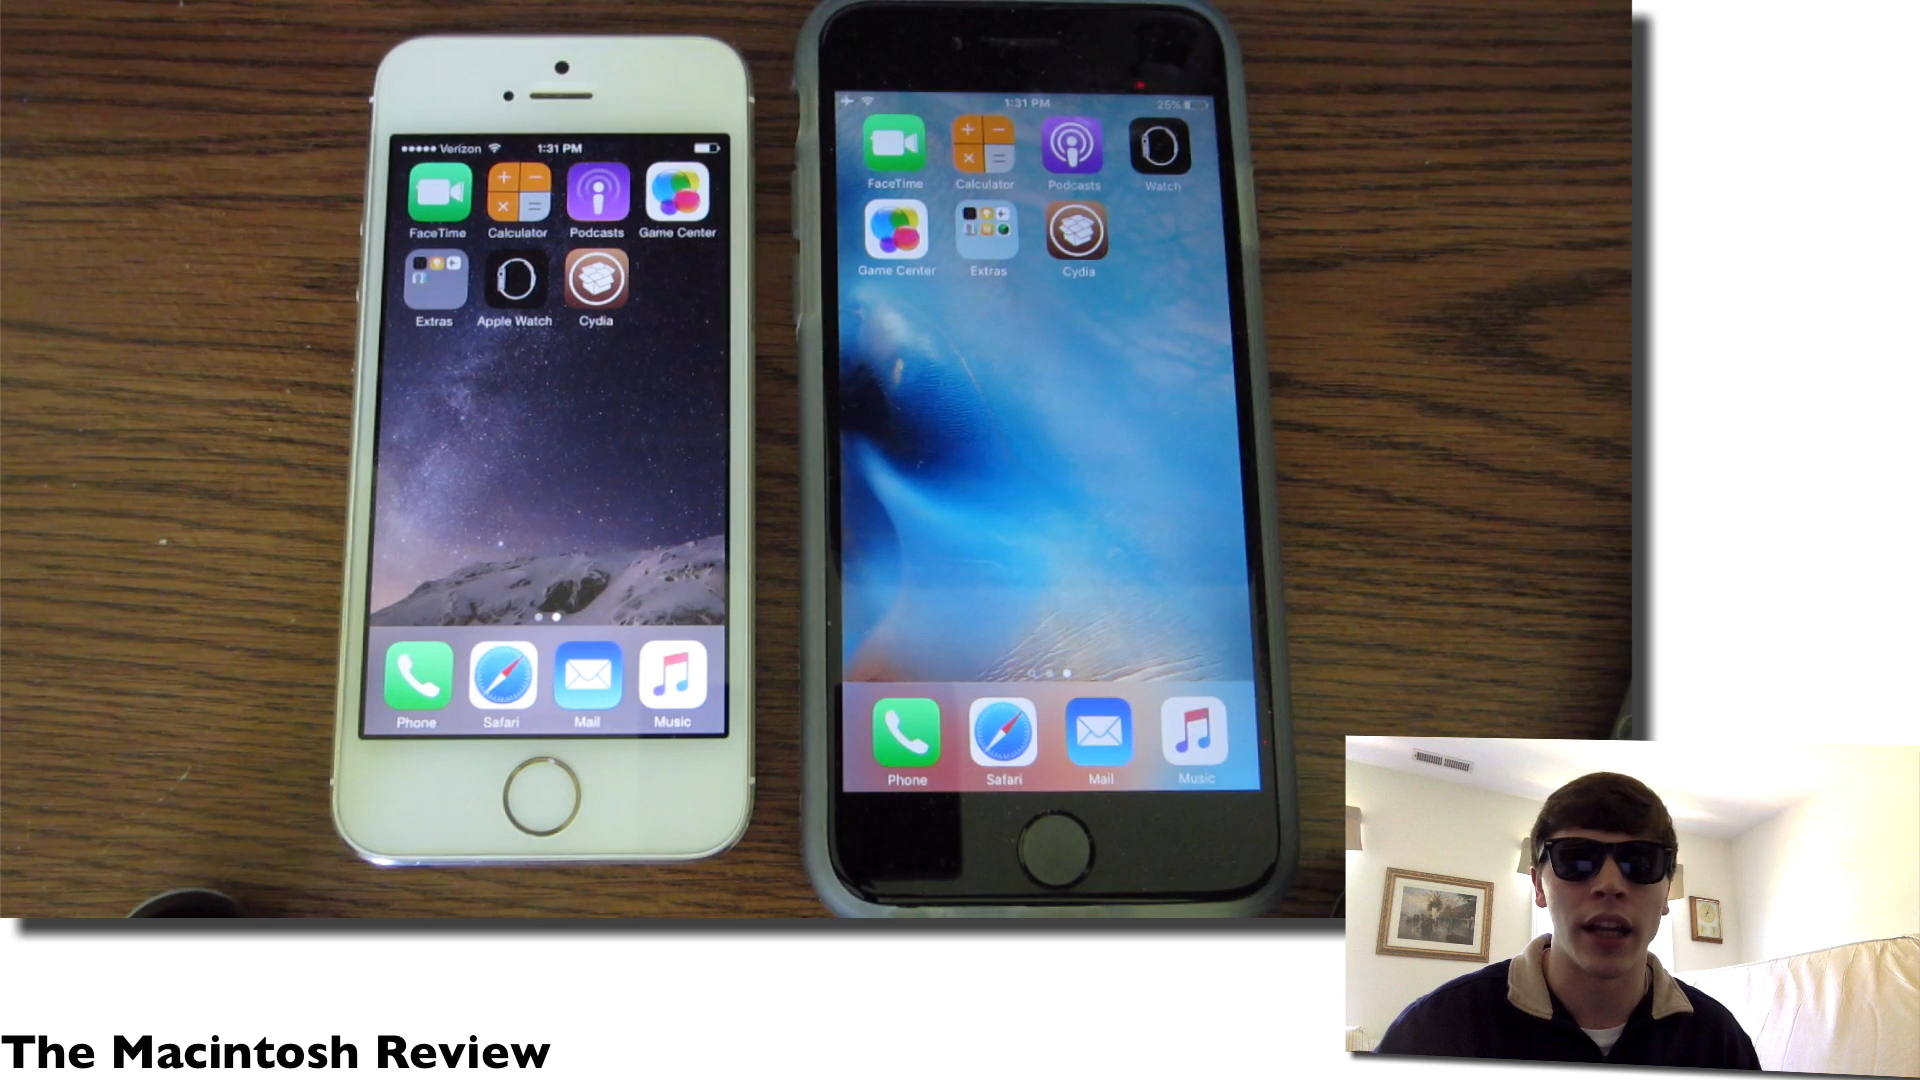 Verizon 1:31 PM
FaceTime Calculator Podcasts Game Center
Extras Apple Watch Cydia
Phone Safari Mail Music
1:31 PM 25%
FaceTime Calculator Podcasts Watch
Game Center Extras Cydia
Phone Safari Mail Music
The Macintosh Review